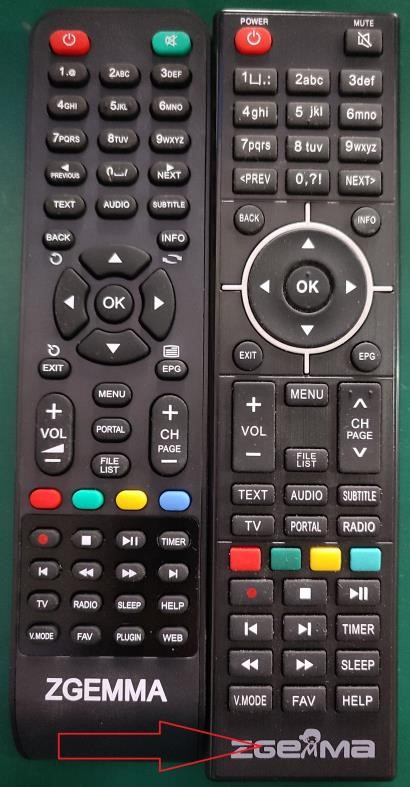 1.@ 2ABC 3DEF
4GHI 5JKL 6MNO
7PQRS 8TUV 9WXYZ
PREVIOUS 0 NEXT
TEXT AUDIO SUBTITLE
BACK INFO
OK
EXIT EPG
MENU
+ +
VOL PORTAL CH
PAGE
FILE
LIST
− −
TIMER
TV RADIO SLEEP HELP
V.MODE FAV PLUGIN WEB
ZGEMMA
POWER MUTE
1⊔.: 2abc 3def
4ghi 5 jkl 6mno
7pqrs 8 tuv 9wxyz
<PREV 0,?! NEXT>
BACK INFO
OK
EXIT EPG
MENU
+
VOL CH
PAGE
−
FILE
LIST
TEXT AUDIO SUBTITLE
TV PORTAL RADIO
TIMER
SLEEP
V.MODE FAV HELP
zGemma